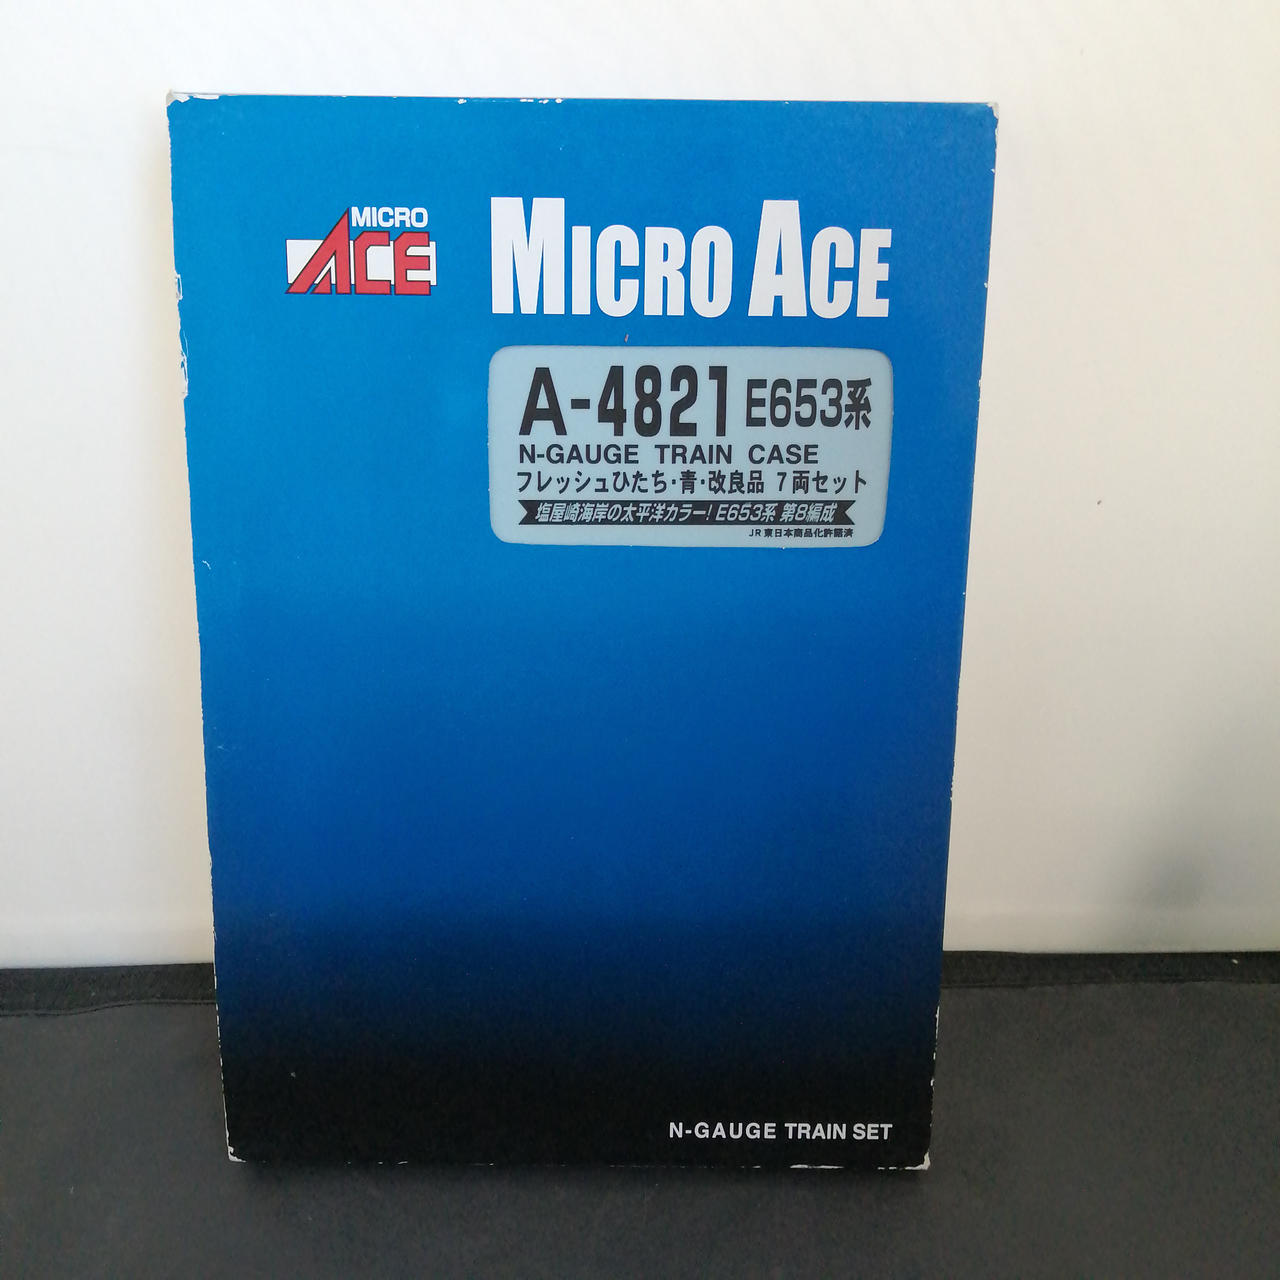 MICRO
ACE
MICRO ACE
A-4821 E653系
N-GAUGE TRAIN CASE
フレッシュひたち・青・改良品 7両セット
塩屋崎海岸の太平洋カラー! E653系 第8編成
JR東日本商品化許諾済
N-GAUGE TRAIN SET